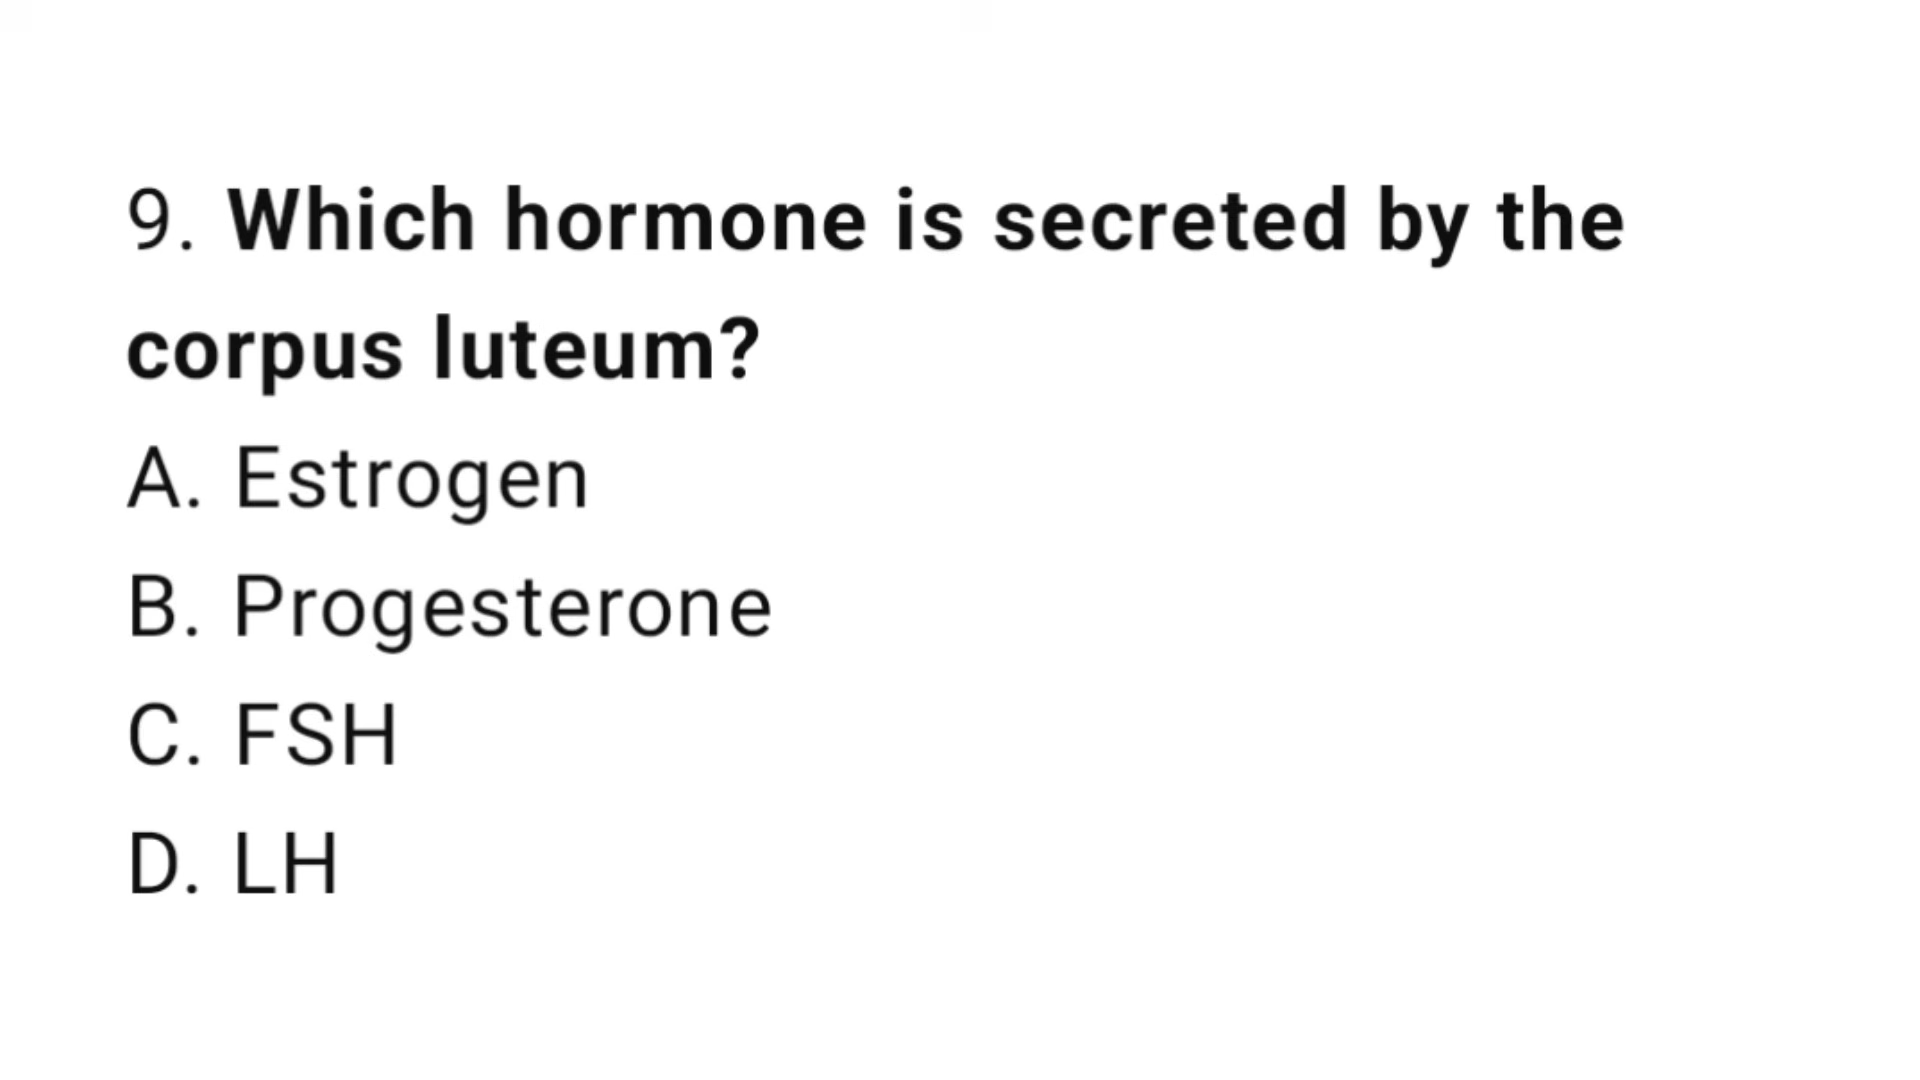 9. Which hormone is secreted by the
corpus luteum?
A. Estrogen
B. Progesterone
C. FSH
D. LH